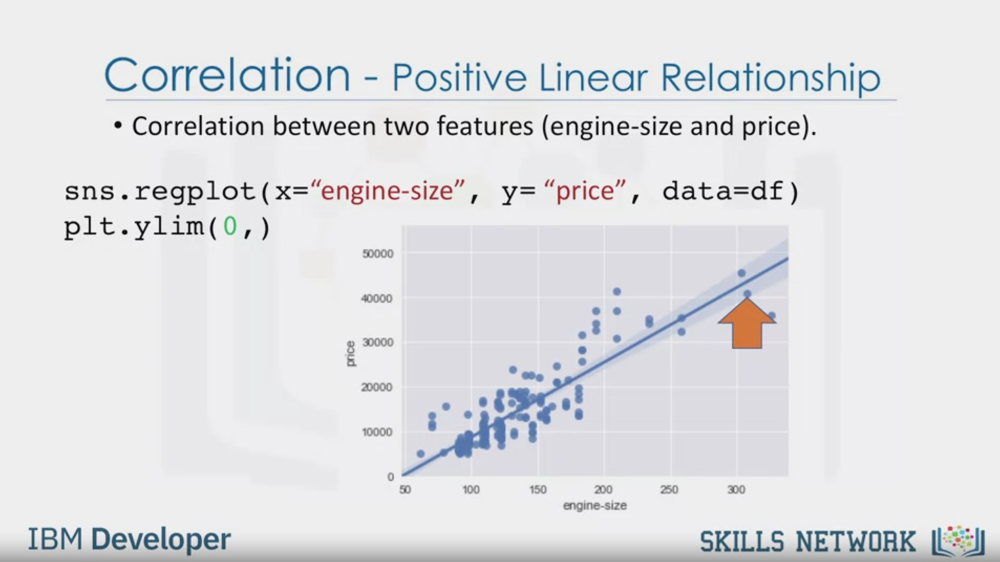 Correlation - Positive Linear Relationship
• Correlation between two features (engine-size and price).
sns.regplot(x=“engine-size”, y= “price”, data=df)
plt.ylim(0,)
50000
40000
30000
20000
10000
0
price
50 100 150 200 250 300
engine-size
IBM Developer
SKILLS NETWORK